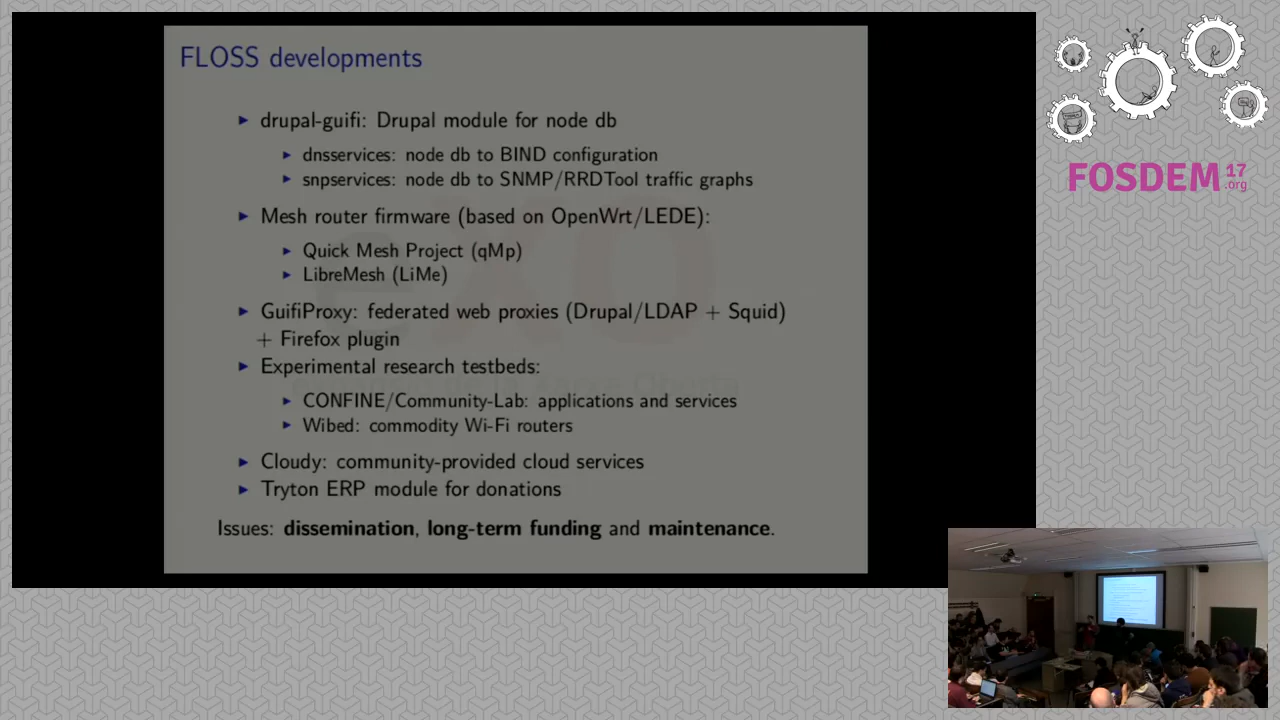 FLOSS developments
drupal-guifi: Drupal module for node db
dnsservices: node db to BIND configuration
snpservices: node db to SNMP/RRDTool traffic graphs
Mesh router firmware (based on OpenWrt/LEDE):
Quick Mesh Project (qMp)
LibreMesh (LiMe)
GuifiProxy: federated web proxies (Drupal/LDAP + Squid)
+ Firefox plugin
Experimental research testbeds:
CONFINE/Community-Lab: applications and services
Wibed: commodity Wi-Fi routers
Cloudy: community-provided cloud services
Tryton ERP module for donations
Issues: dissemination, long-term funding and maintenance.
eXO
FOSDEM 17
.org